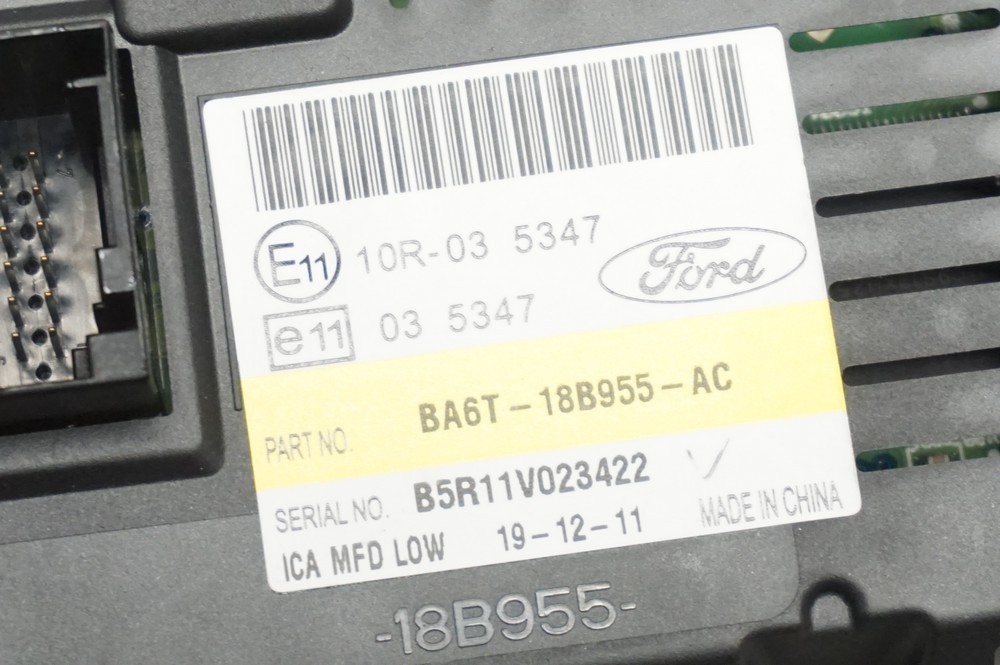 E11 10R-03 5347
Ford
e11 03 5347
PART NO. BA6T-18B955-AC
SERIAL NO. B5R11V023422
ICA MFD LOW 19-12-11 MADE IN CHINA
-18B955-